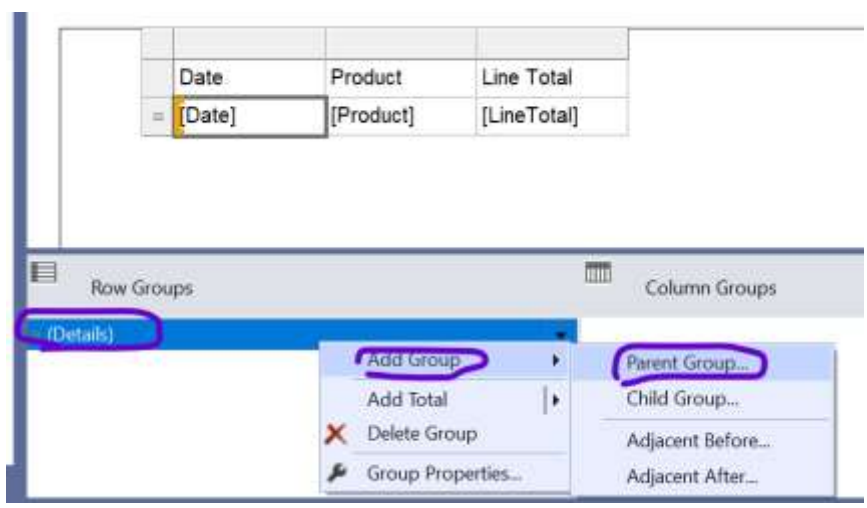 Date Product Line Total
= [Date] [Product] [LineTotal]
Row Groups Column Groups
(Details)
Add Group
Add Total
Delete Group
Group Properties...
Parent Group...
Child Group...
Adjacent Before...
Adjacent After...